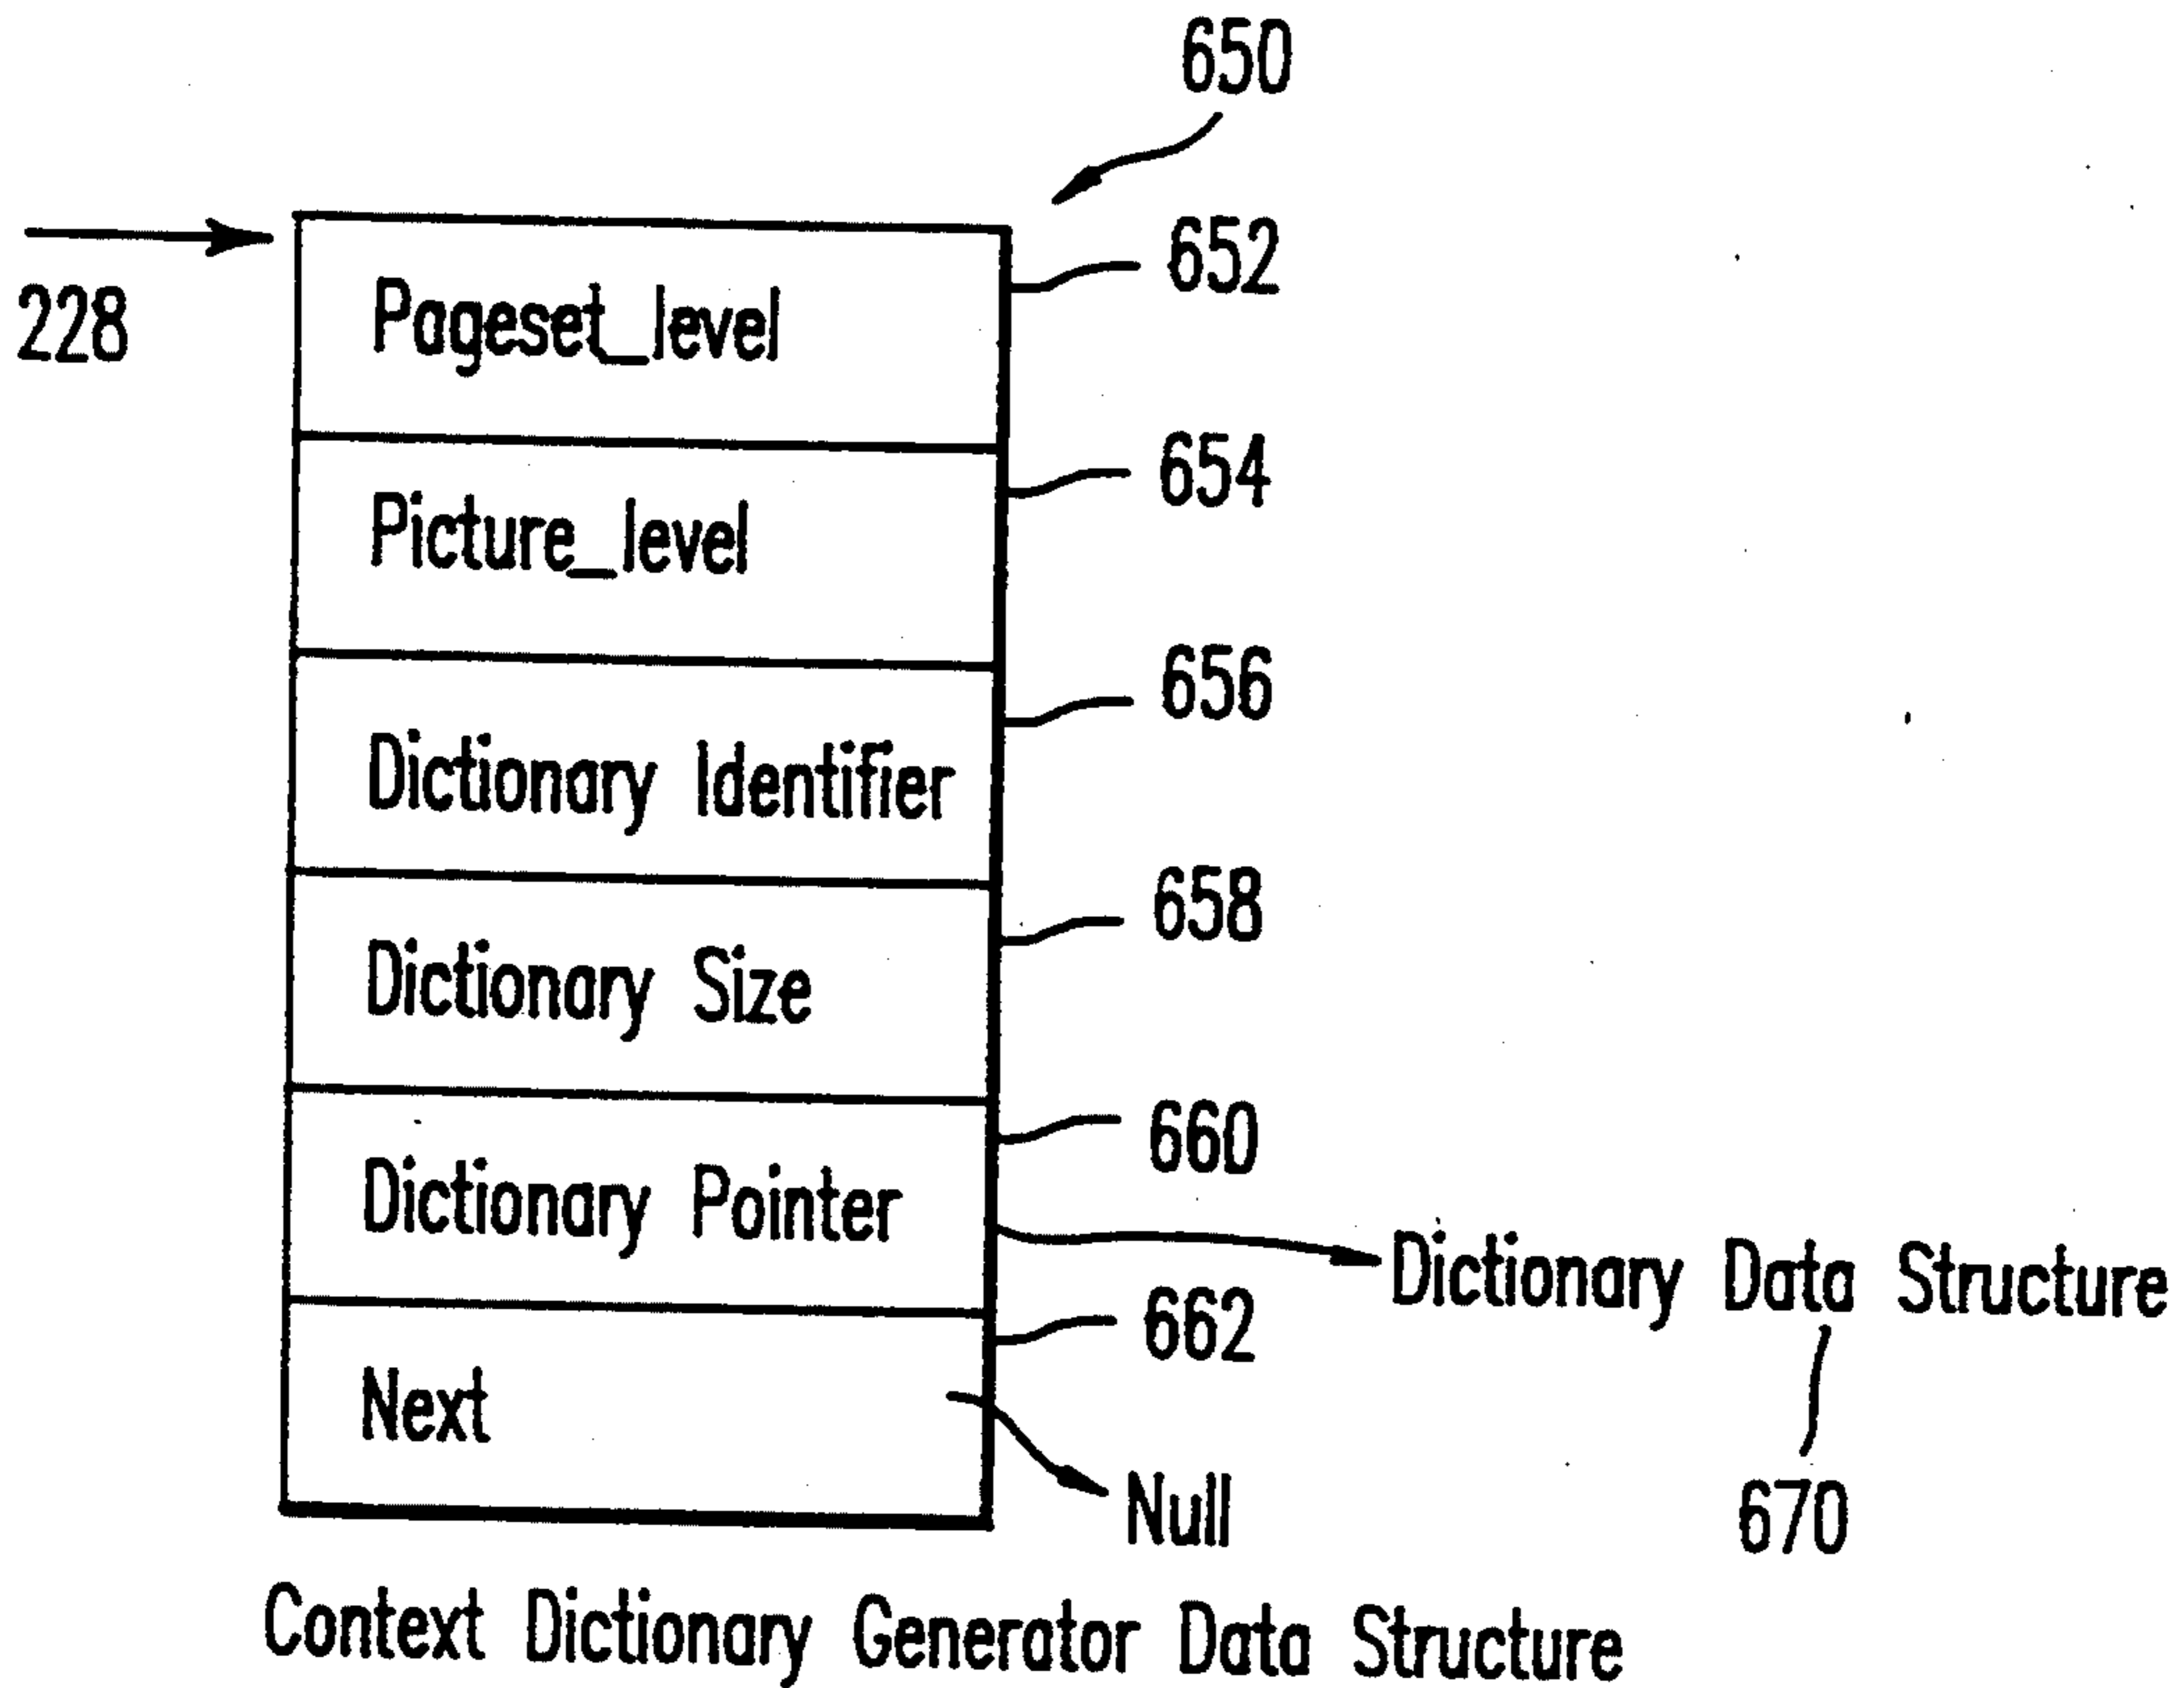 650
228
Pageset_level
652
Picture_level
654
Dictionary Identifier
656
Dictionary Size
658
Dictionary Pointer
660
Dictionary Data Structure
670
Next
662
Null
Context Dictionary Generator Data Structure